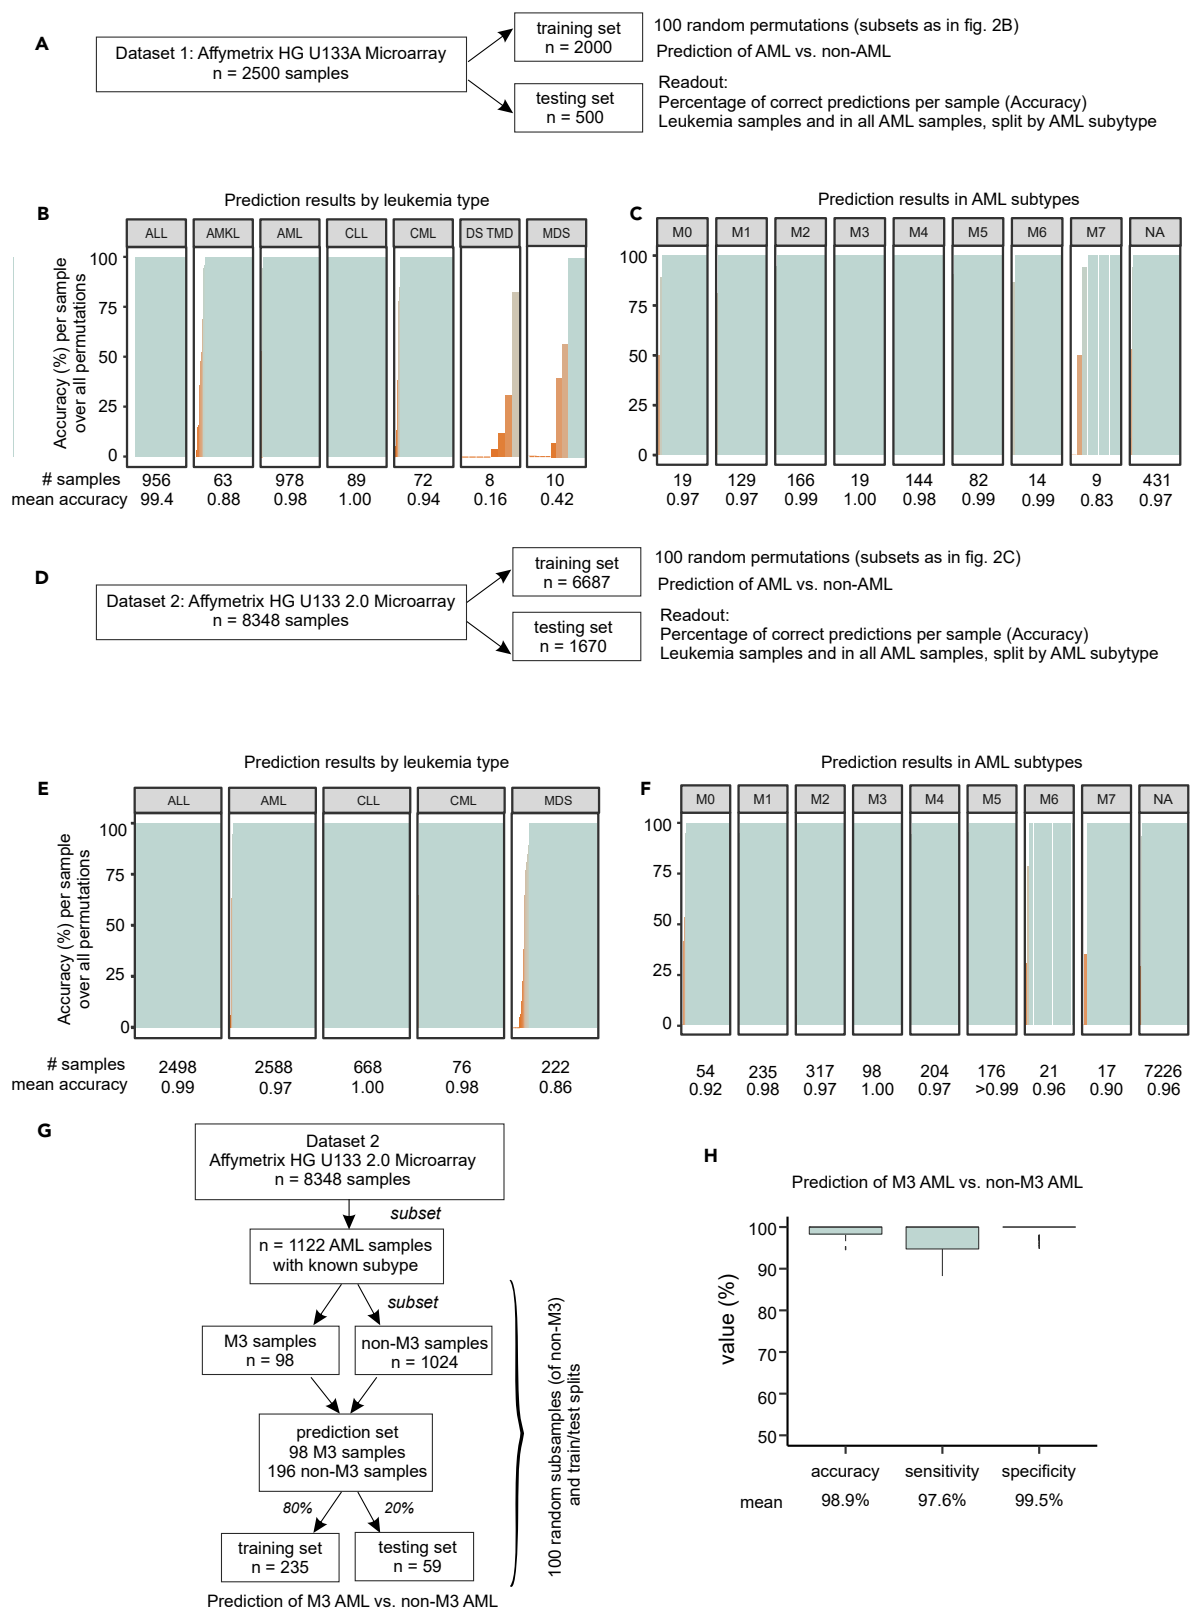 A
Dataset 1: Affymetrix HG U133A Microarray
n = 2500 samples
training set
n = 2000
testing set
n = 500
100 random permutations (subsets as in fig. 2B)
Prediction of AML vs. non-AML
Readout:
Percentage of correct predictions per sample (Accuracy)
Leukemia samples and in all AML samples, split by AML subytype
B
Prediction results by leukemia type
ALL AMKL AML CLL CML DS TMD MDS
Accuracy (%) per sample
over all permutations
100
75
50
25
0
# samples 956 63 978 89 72 8 10
mean accuracy 99.4 0.88 0.98 1.00 0.94 0.16 0.42
C
Prediction results in AML subtypes
M0 M1 M2 M3 M4 M5 M6 M7 NA
100
75
50
25
0
19 129 166 19 144 82 14 9 431
0.97 0.97 0.99 1.00 0.98 0.99 0.99 0.83 0.97
D
Dataset 2: Affymetrix HG U133 2.0 Microarray
n = 8348 samples
training set
n = 6687
testing set
n = 1670
100 random permutations (subsets as in fig. 2C)
Prediction of AML vs. non-AML
Readout:
Percentage of correct predictions per sample (Accuracy)
Leukemia samples and in all AML samples, split by AML subytype
E
Prediction results by leukemia type
ALL AML CLL CML MDS
Accuracy (%) per sample
over all permutations
100
75
50
25
0
# samples 2498 2588 668 76 222
mean accuracy 0.99 0.97 1.00 0.98 0.86
F
Prediction results in AML subtypes
M0 M1 M2 M3 M4 M5 M6 M7 NA
100
75
50
25
0
54 235 317 98 204 176 21 17 7226
0.92 0.98 0.97 1.00 0.97 >0.99 0.96 0.90 0.96
G
Dataset 2
Affymetrix HG U133 2.0 Microarray
n = 8348 samples
subset
n = 1122 AML samples
with known subype
subset
M3 samples
n = 98
non-M3 samples
n = 1024
prediction set
98 M3 samples
196 non-M3 samples
80%
20%
training set
n = 235
testing set
n = 59
Prediction of M3 AML vs. non-M3 AML
100 random subsamples (of non-M3)
and train/test splits
H
Prediction of M3 AML vs. non-M3 AML
value (%)
100
90
80
70
60
50
accuracy sensitivity specificity
mean 98.9% 97.6% 99.5%